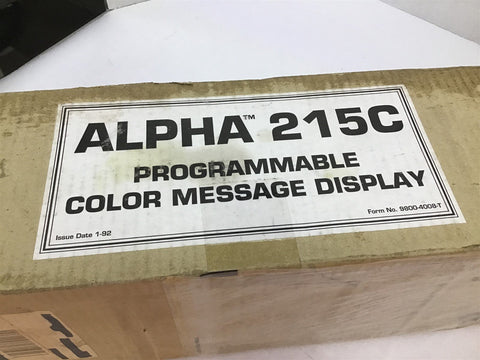 ALPHA™ 215C
PROGRAMMABLE
COLOR MESSAGE DISPLAY
Issue Date 1-92
Form No. 9800-4008-T